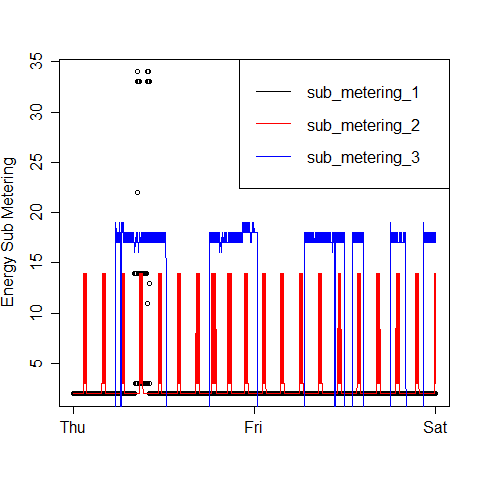 Energy Sub Metering
35
30
25
20
15
10
5
sub_metering_1
sub_metering_2
sub_metering_3
Thu
Fri
Sat